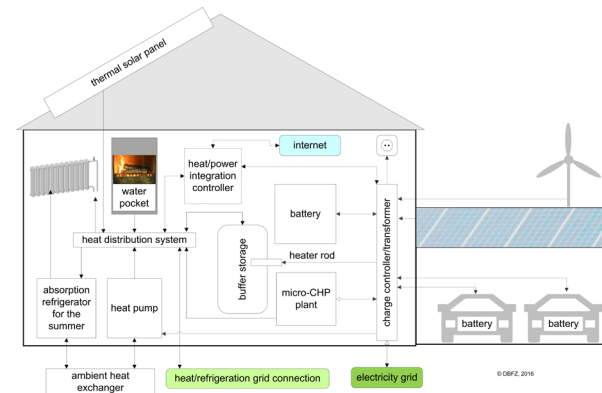 thermal solar panel
internet
heat/power
integration
controller
water
pocket
battery
charge controller/transformer
heat distribution system
buffer storage
heater rod
micro-CHP
plant
absorption
refrigerator
for the
summer
heat pump
battery
battery
ambient heat
exchanger
heat/refrigeration grid connection
electricity grid
© DBFZ, 2016